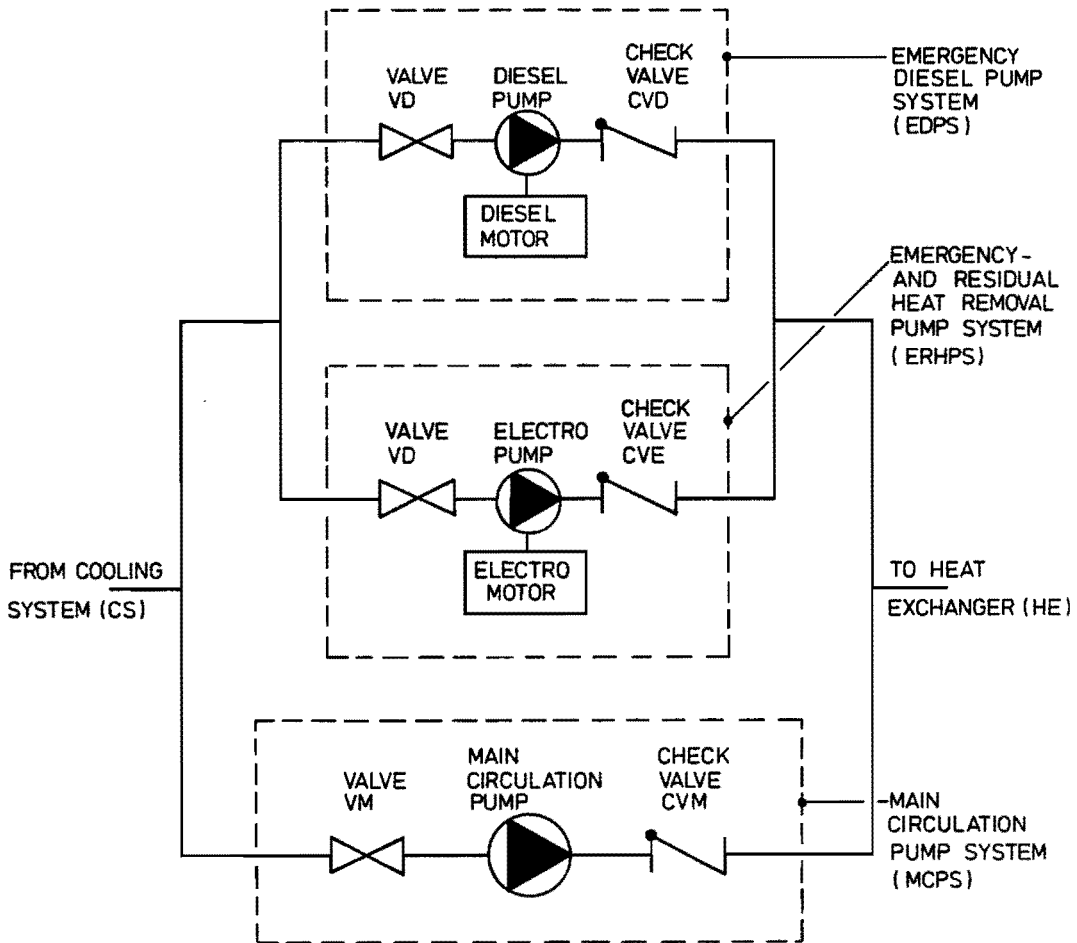 VALVE
VD
DIESEL
PUMP
CHECK
VALVE
CVD
DIESEL
MOTOR
EMERGENCY
DIESEL PUMP
SYSTEM
(EDPS)
EMERGENCY-
AND RESIDUAL
HEAT REMOVAL
PUMP SYSTEM
(ERHPS)
VALVE
VD
ELECTRO
PUMP
CHECK
VALVE
CVE
ELECTRO
MOTOR
FROM COOLING
SYSTEM (CS)
TO HEAT
EXCHANGER (HE)
VALVE
VM
MAIN
CIRCULATION
PUMP
CHECK
VALVE
CVM
MAIN
CIRCULATION
PUMP SYSTEM
(MCPS)